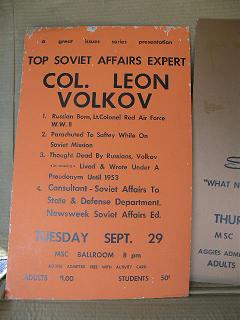 a great issues series presentation
TOP SOVIET AFFAIRS EXPERT
COL. LEON
VOLKOV
1. Russian Born, Lt. Colonel Red Air Force
W.W. II
2. Parachuted To Saftey While On
Soviet Mission
3. Thought Dead By Russians, Volkov
Lived & Wrote Under A
Pseudonym Until 1953
4. Consultant - Soviet Affairs To
State & Defense Department.
Newsweek Soviet Affairs Ed.
TUESDAY SEPT. 29
MSC BALLROOM 8 pm
AGGIES ADMITTED FREE WITH ACTIVITY CARD
ADULTS 1.00 STUDENTS 50¢
S
"WHAT N
THUR
MSC
AGGIES ADMI
ADULTS